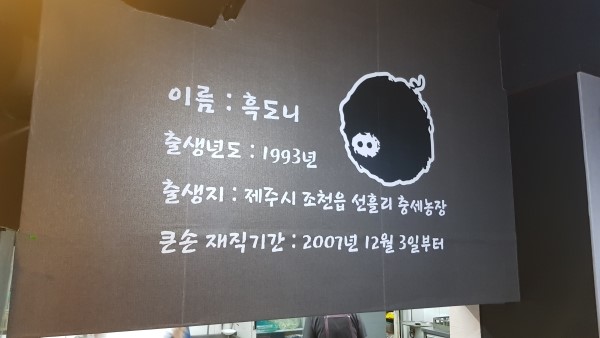 이름 : 흑도니
출생년도 : 1993년
출생지 : 제주시 조천읍 선흘리 충세농장
큰손 재직기간 : 2007년 12월 3일부터